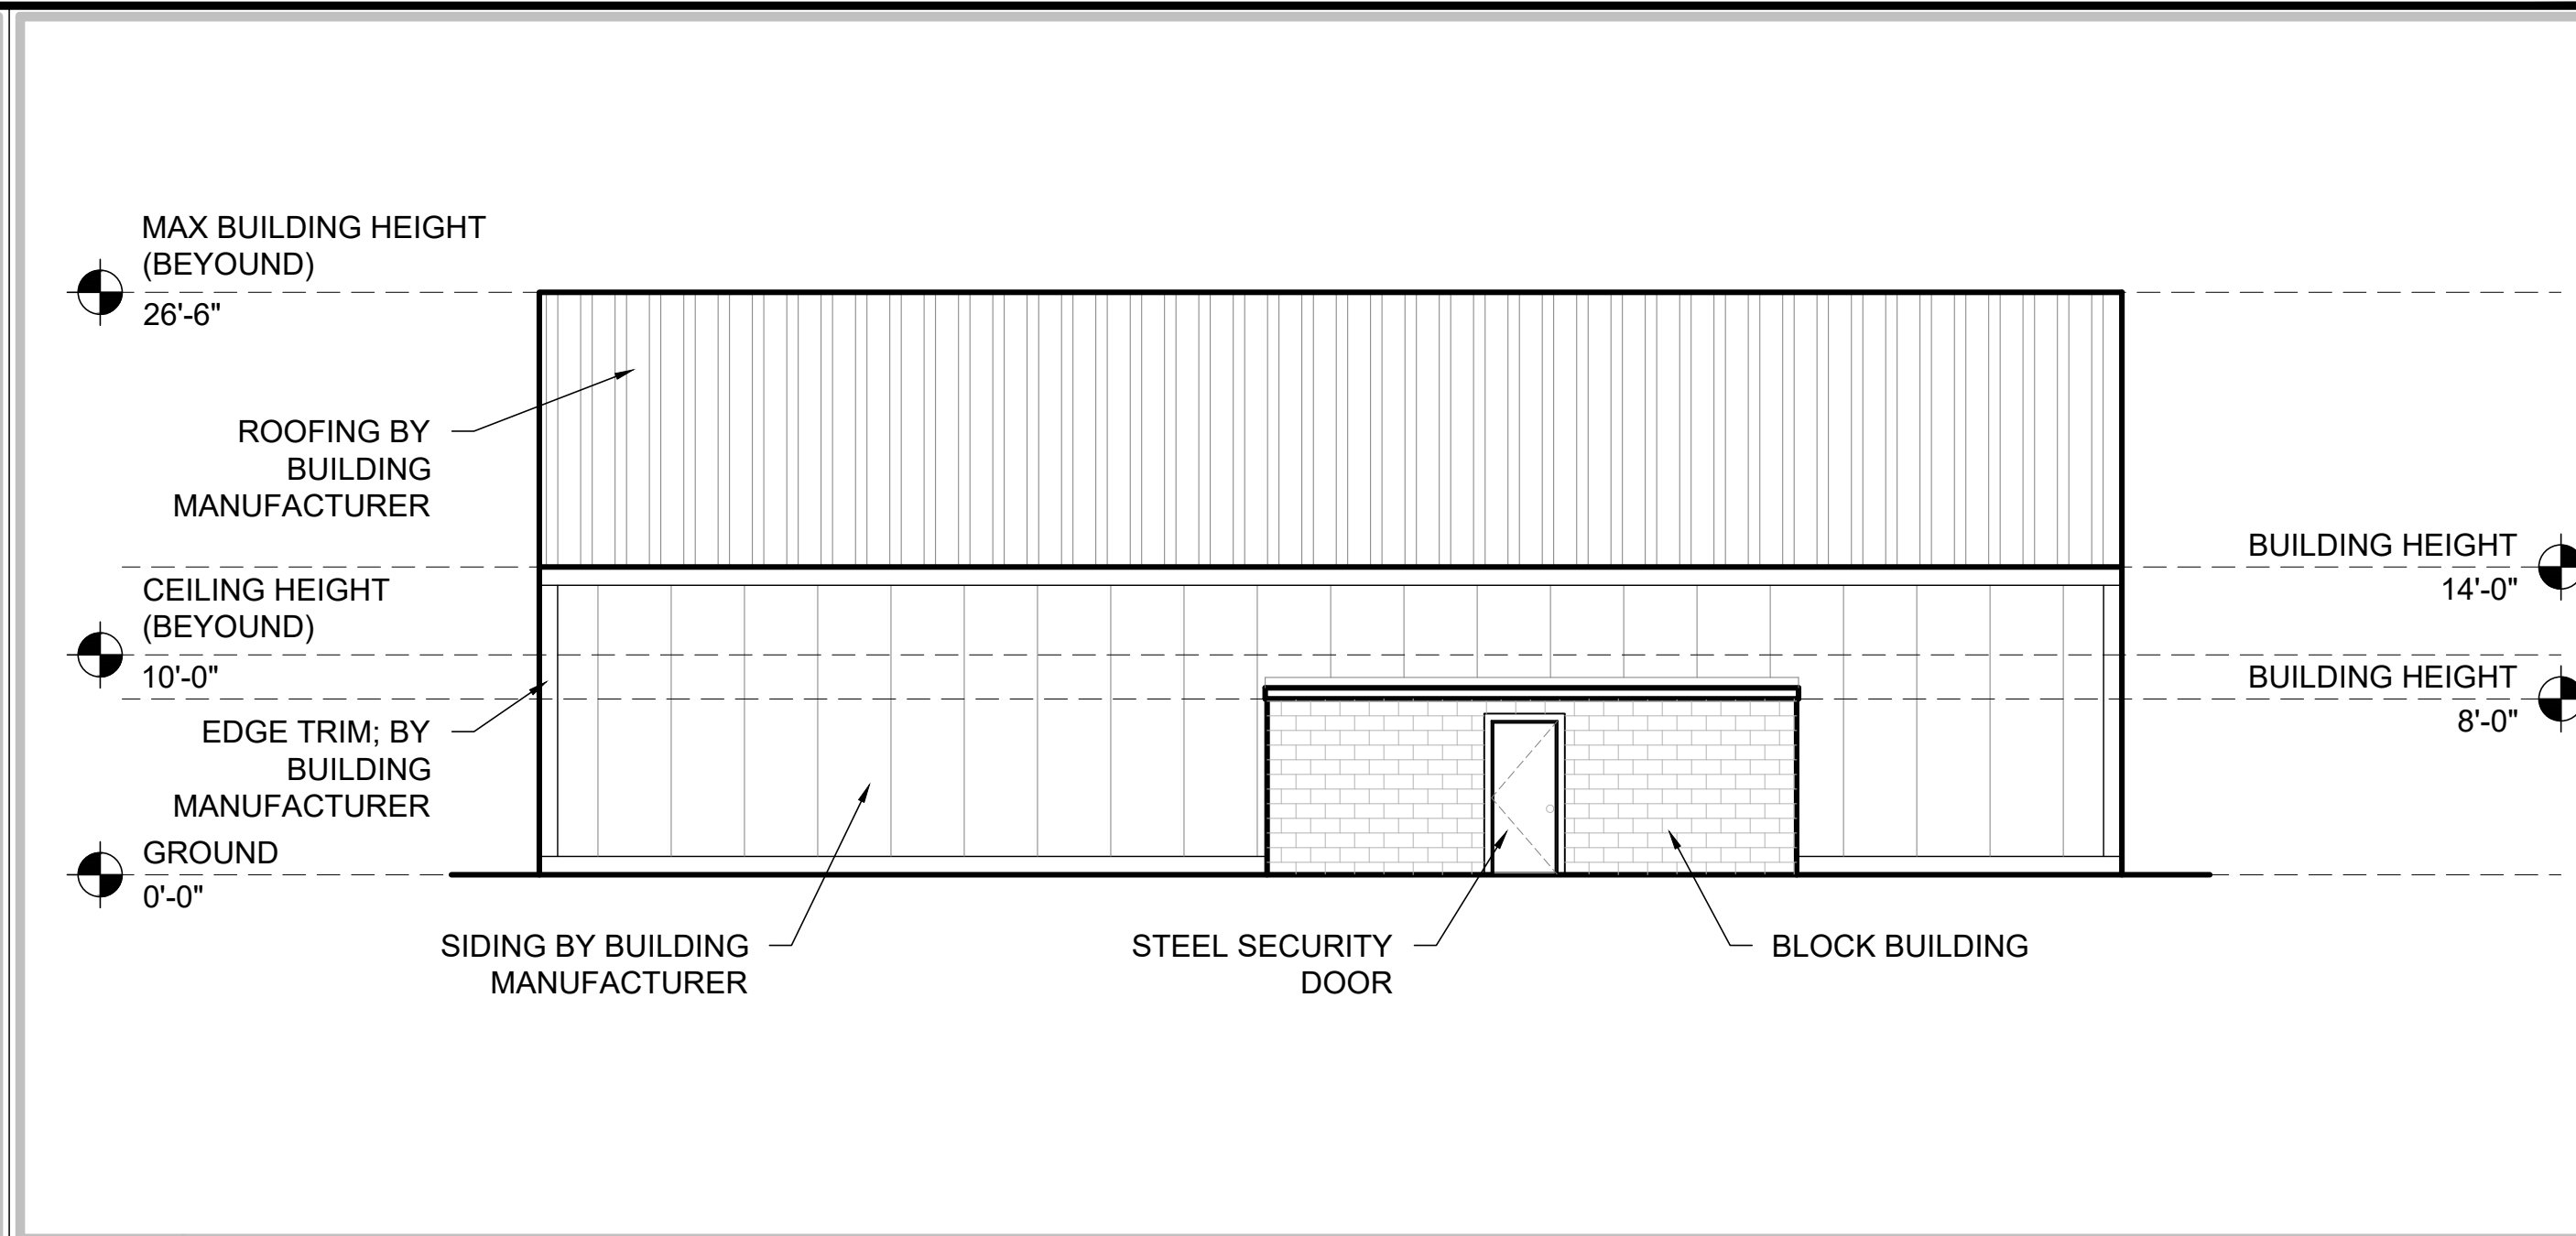 MAX BUILDING HEIGHT
(BEYOUND)
26'-6"
ROOFING BY
BUILDING
MANUFACTURER
BUILDING HEIGHT
14'-0"
CEILING HEIGHT
(BEYOUND)
10'-0"
BUILDING HEIGHT
8'-0"
EDGE TRIM; BY
BUILDING
MANUFACTURER
GROUND
0'-0"
SIDING BY BUILDING
MANUFACTURER
STEEL SECURITY
DOOR
BLOCK BUILDING